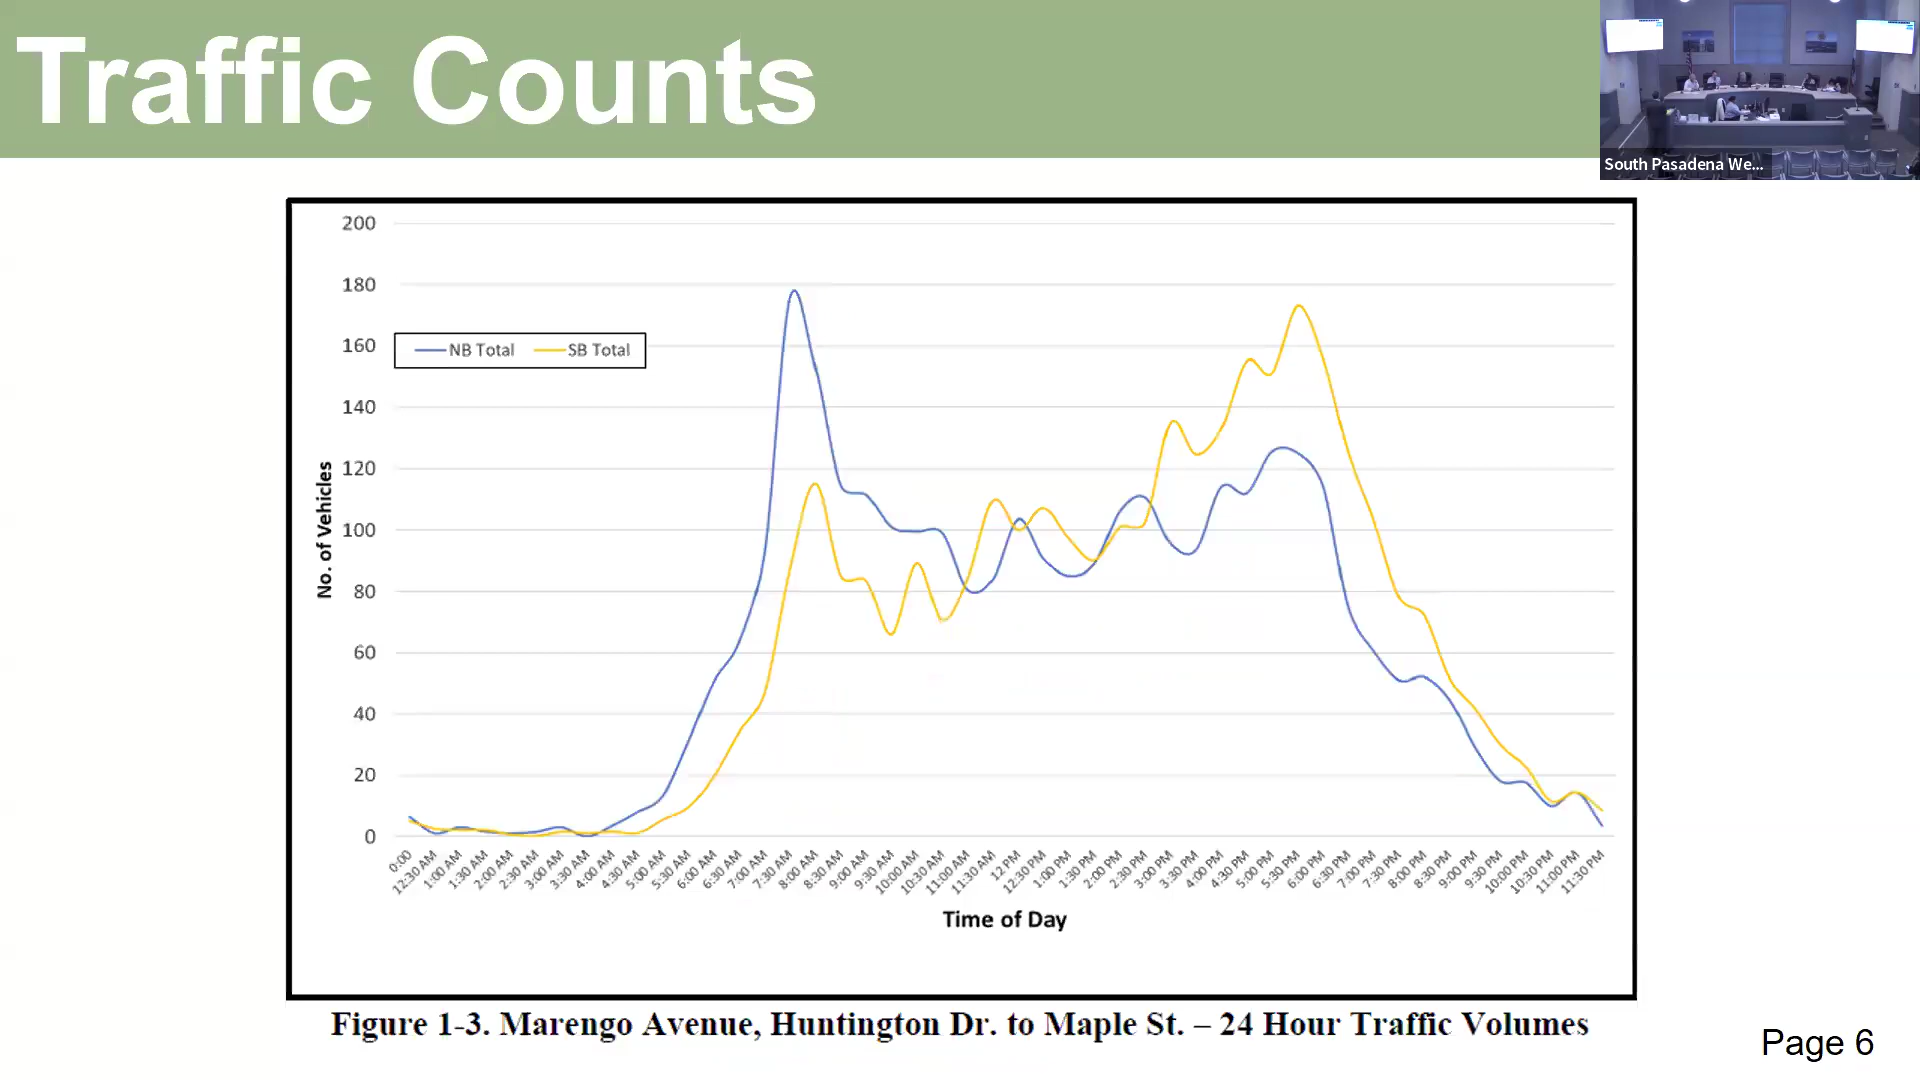 Traffic Counts
South Pasadena We...
200
180
160
140
120
100
80
60
40
20
0
NB Total
SB Total
No. of Vehicles
0:00
12:30 AM
1:00 AM
1:30 AM
2:00 AM
2:30 AM
3:00 AM
3:30 AM
4:00 AM
4:30 AM
5:00 AM
5:30 AM
6:00 AM
6:30 AM
7:00 AM
7:30 AM
8:00 AM
8:30 AM
9:00 AM
9:30 AM
10:00 AM
10:30 AM
11:00 AM
11:30 AM
12 PM
12:30 PM
1:00 PM
1:30 PM
2:00 PM
2:30 PM
3:00 PM
3:30 PM
4:00 PM
4:30 PM
5:00 PM
5:30 PM
6:00 PM
6:30 PM
7:00 PM
7:30 PM
8:00 PM
8:30 PM
9:00 PM
9:30 PM
10:00 PM
10:30 PM
11:00 PM
11:30 PM
Time of Day
Figure 1-3. Marengo Avenue, Huntington Dr. to Maple St. – 24 Hour Traffic Volumes
Page 6